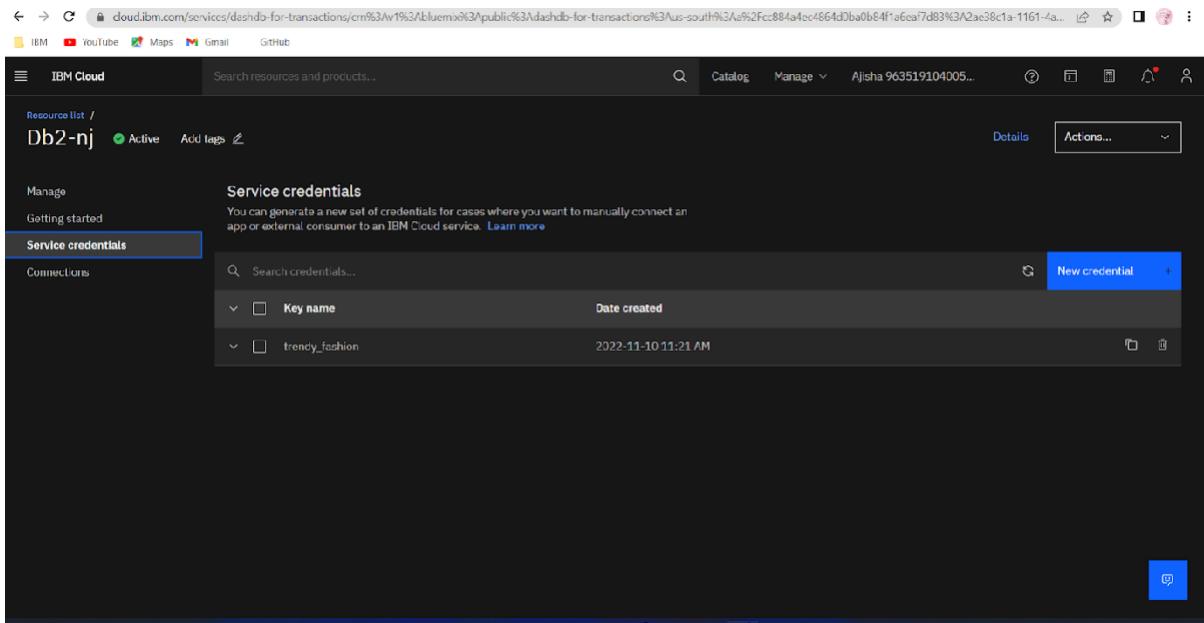 cloud.ibm.com/services/dashdb-for-transactions/crn%3Av1%3Abluemix%3Apublic%3Adashdb-for-transactions%3Aus-south%3Aa%2Fcc884a4ec4864d0ba0b84f1a6eaf7d83%3A2ae38c1a-1161-4a...
IBM YouTube Maps Gmail GitHub
IBM Cloud Search resources and products... Catalog Manage Ajisha 963519104005...
Resource list /
Db2-nj Active Add tags Details Actions...
Manage
Getting started
Service credentials
Connections
Service credentials
You can generate a new set of credentials for cases where you want to manually connect an
app or external consumer to an IBM Cloud service. Learn more
Search credentials... New credential +
Key name Date created
trendy_fashion 2022-11-10 11:21 AM